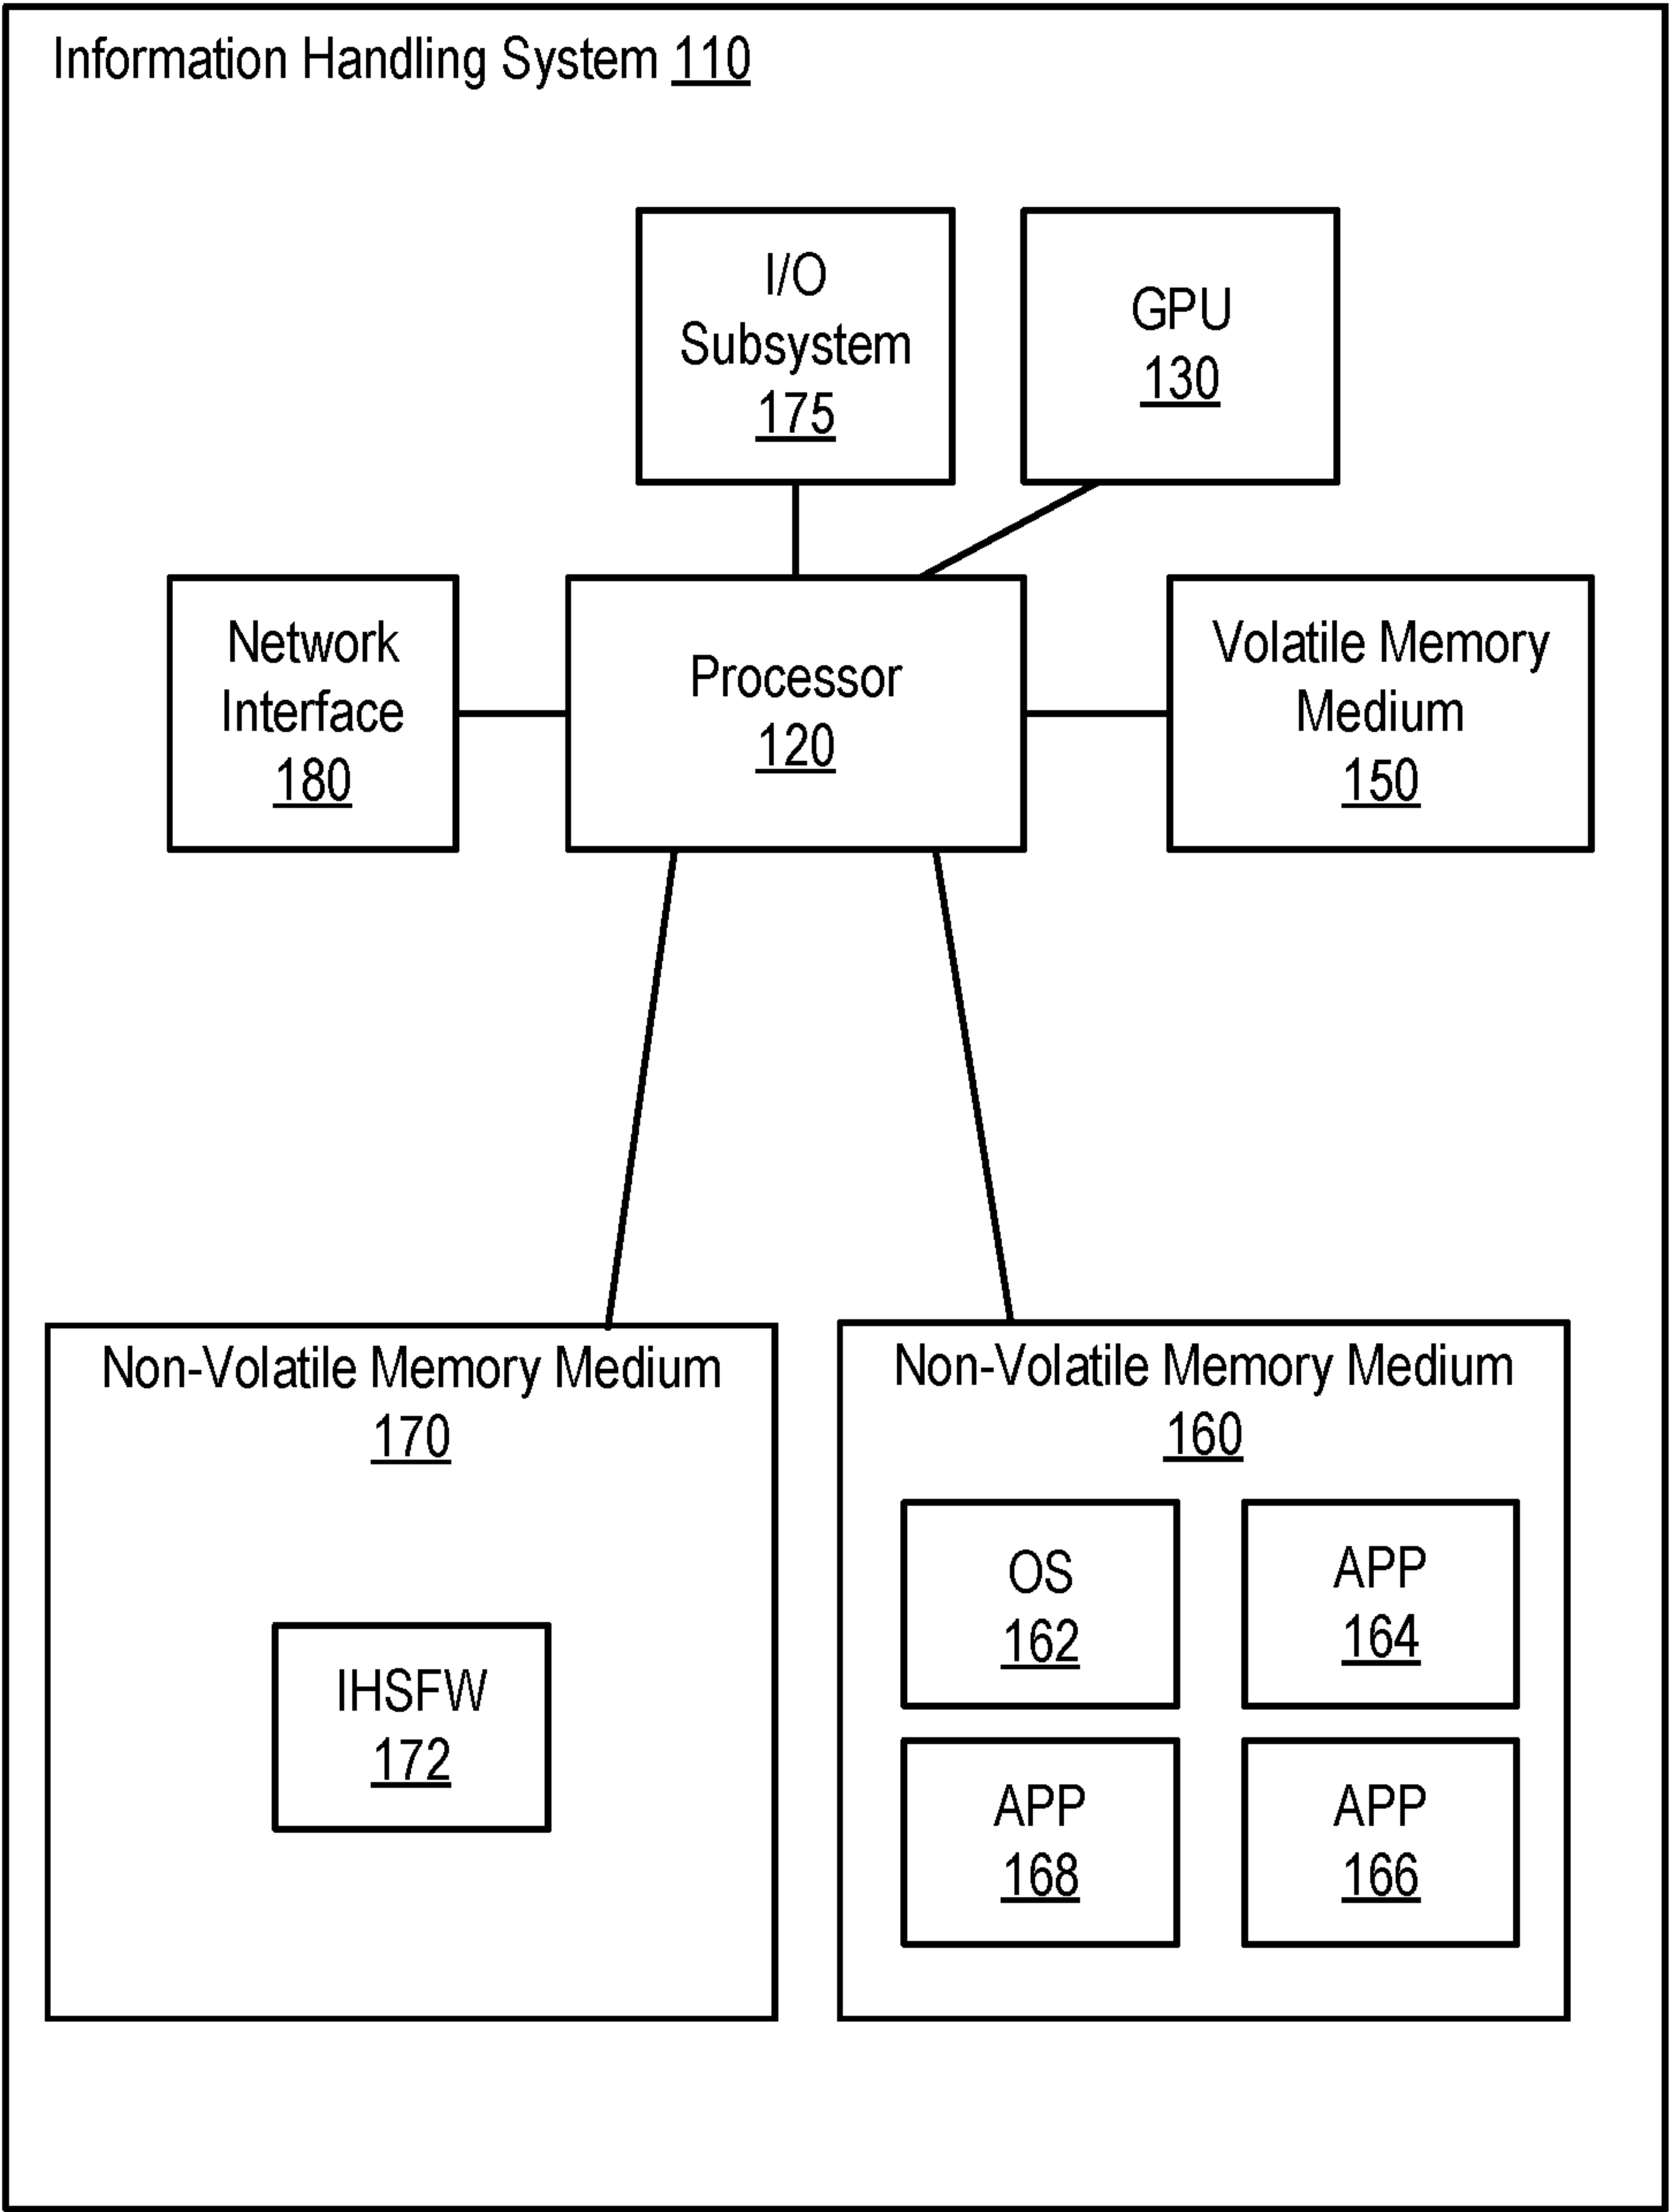 Information Handling System 110
I/O
Subsystem
175
GPU
130
Network
Interface
180
Processor
120
Volatile Memory
Medium
150
Non-Volatile Memory Medium
170
IHSFW
172
Non-Volatile Memory Medium
160
OS
162
APP
164
APP
168
APP
166